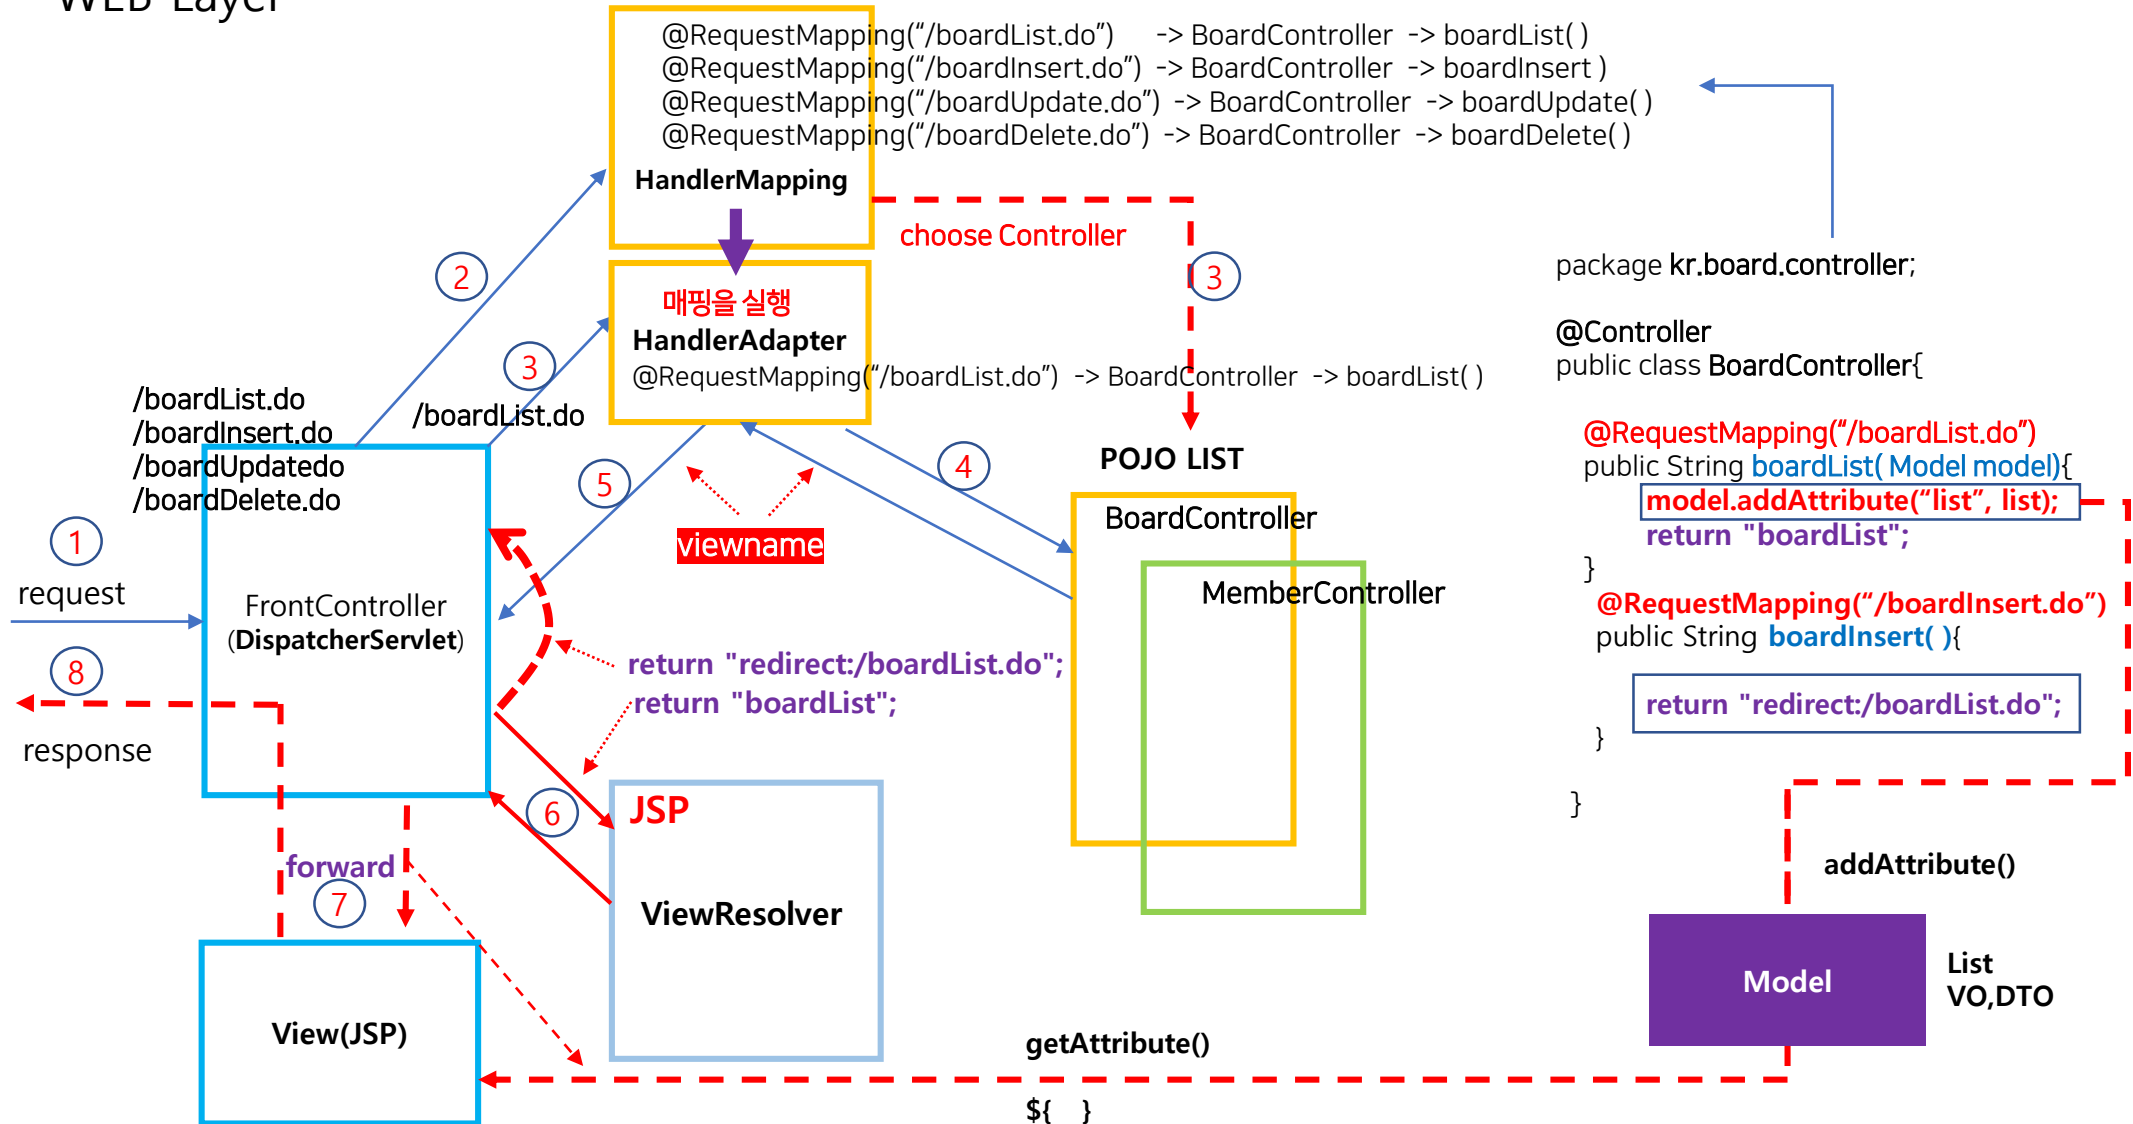 WEB Layer
@RequestMapping(“/boardList.do”) -> BoardController -> boardList( )
@RequestMapping(“/boardInsert.do”) -> BoardController -> boardInsert )
@RequestMapping(“/boardUpdate.do”) -> BoardController -> boardUpdate( )
@RequestMapping(“/boardDelete.do”) -> BoardController -> boardDelete( )
HandlerMapping
choose Controller
2
3
매핑을 실행
HandlerAdapter
@RequestMapping(“/boardList.do”) -> BoardController -> boardList( )
3
/boardList.do
/boardInsert.do
/boardUpdatedo
/boardDelete.do
/boardList.do
1
request
FrontController
(DispatcherServlet)
8
response
5
4
viewname
POJO LIST
BoardController
MemberController
return "redirect:/boardList.do";
return "boardList";
6
JSP
ViewResolver
forward
7
View(JSP)
package kr.board.controller;
@Controller
public class BoardController{
@RequestMapping(“/boardList.do”)
public String boardList( Model model){
model.addAttribute(“list”, list);
return "boardList";
}
@RequestMapping(“/boardInsert.do”)
public String boardInsert( ){
return "redirect:/boardList.do";
}
}
addAttribute()
Model
List
VO,DTO
getAttribute()
${ }